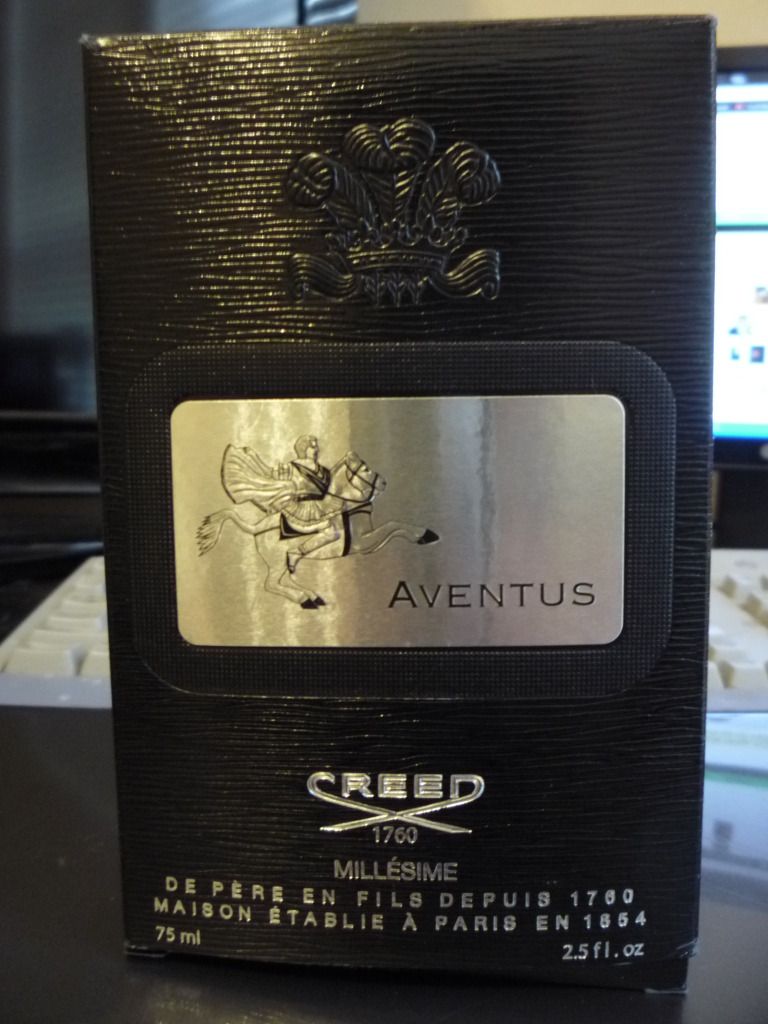 AVENTUS
CREED
1760
MILLÉSIME
DE PÈRE EN FILS DEPUIS 1760
MAISON ÉTABLIE À PARIS EN 1854
75 ml
2.5 fl.oz